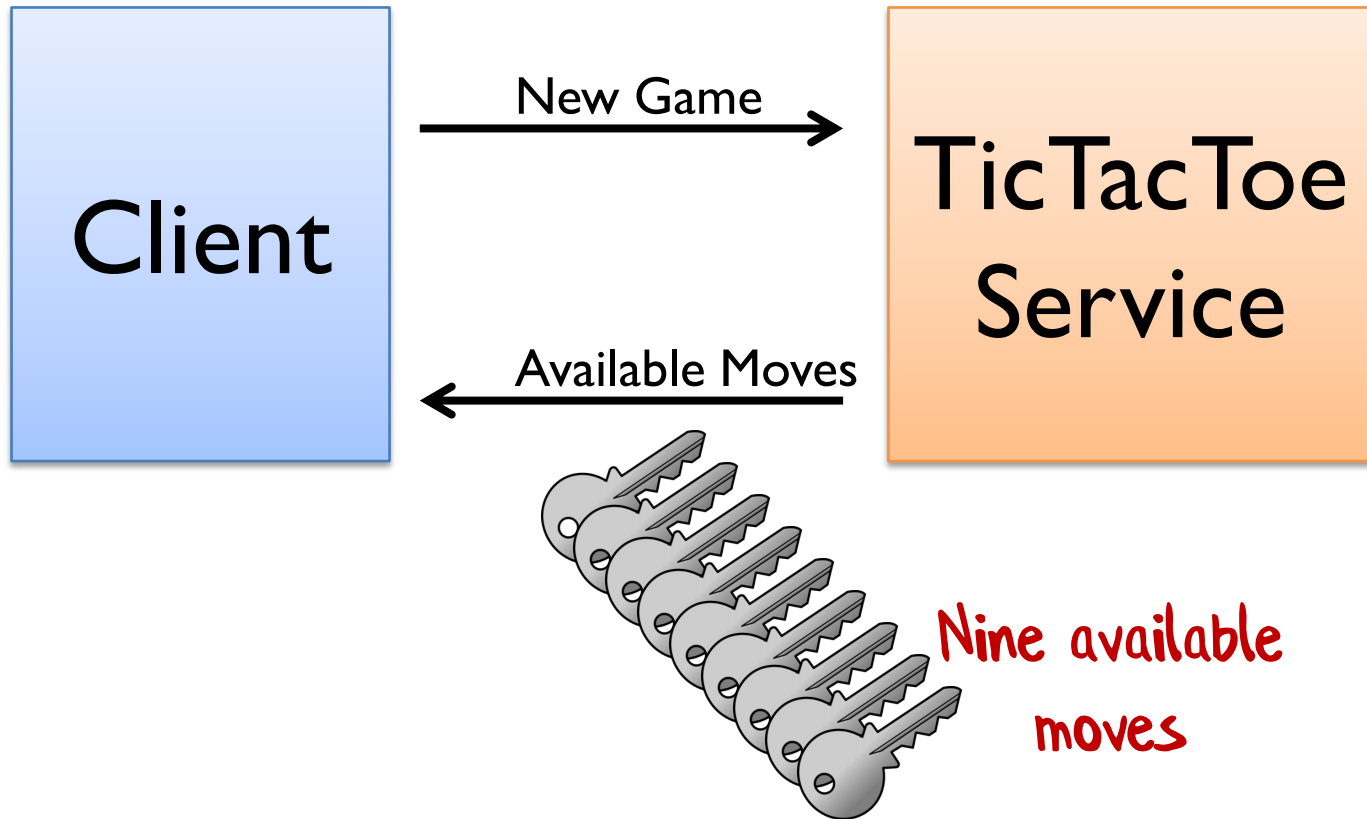 Client
New Game
TicTacToe
Service
Available Moves
Nine available
moves